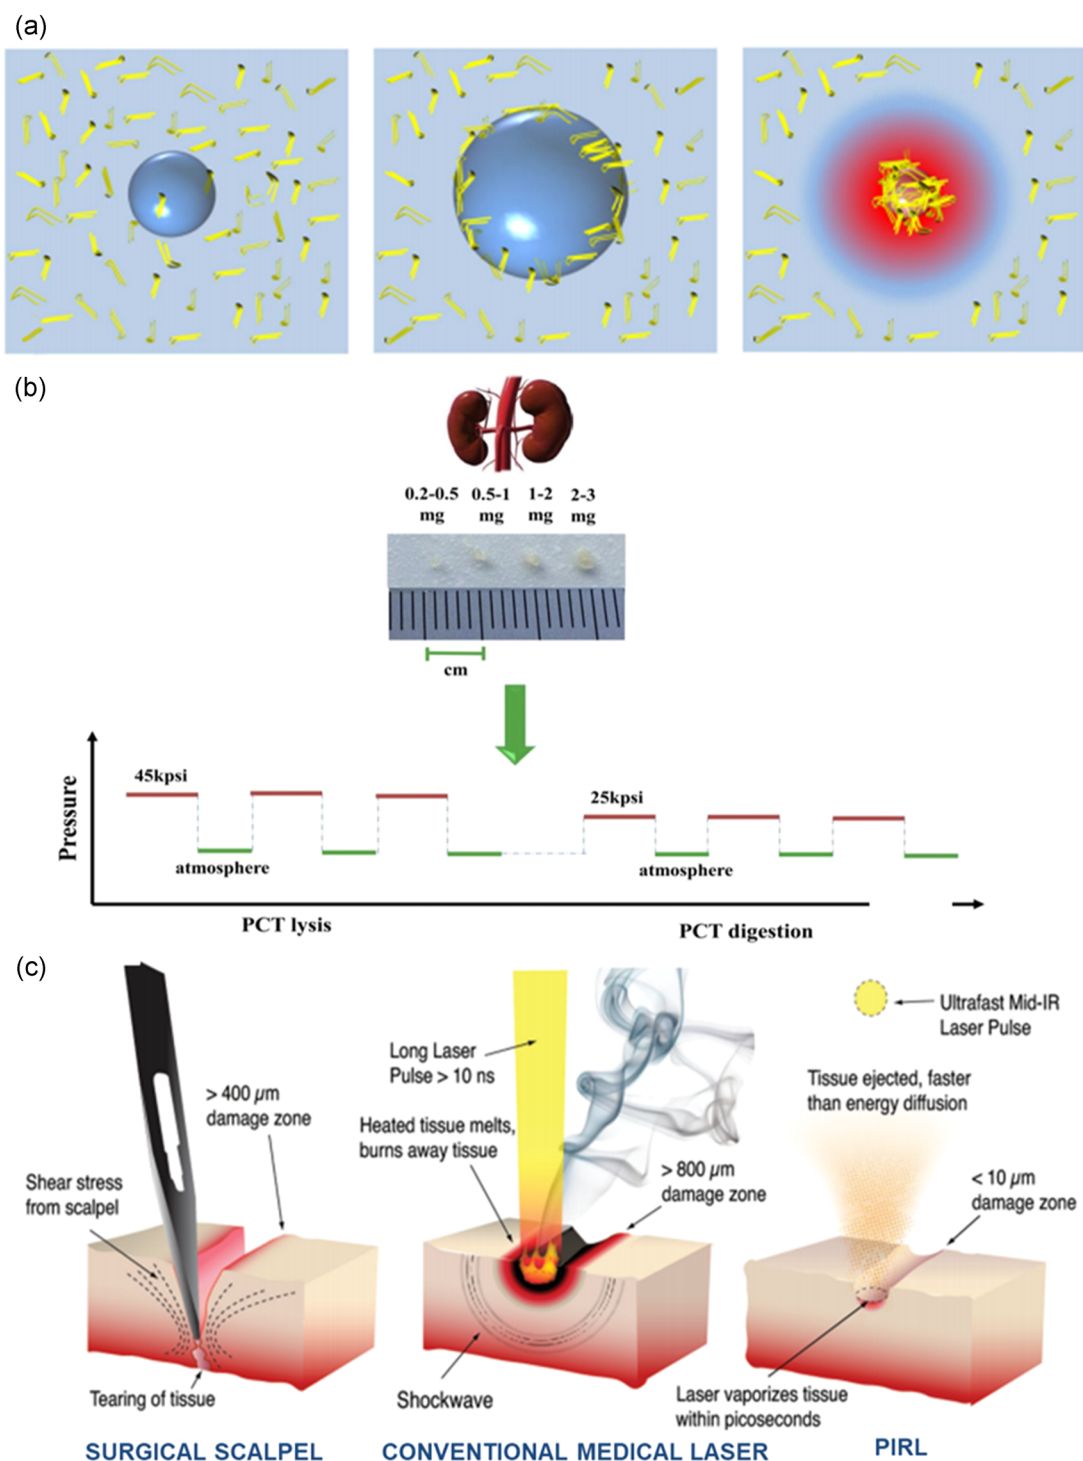 (a)
(b)
0.2-0.5 mg
0.5-1 mg
1-2 mg
2-3 mg
cm
Pressure
45kpsi
atmosphere
25kpsi
atmosphere
PCT lysis
PCT digestion
(c)
Shear stress
from scalpel
> 400 µm
damage zone
Tearing of tissue
SURGICAL SCALPEL
Long Laser
Pulse > 10 ns
Heated tissue melts,
burns away tissue
> 800 µm
damage zone
Shockwave
CONVENTIONAL MEDICAL LASER
Ultrafast Mid-IR
Laser Pulse
Tissue ejected, faster
than energy diffusion
< 10 µm
damage zone
Laser vaporizes tissue
within picoseconds
PIRL